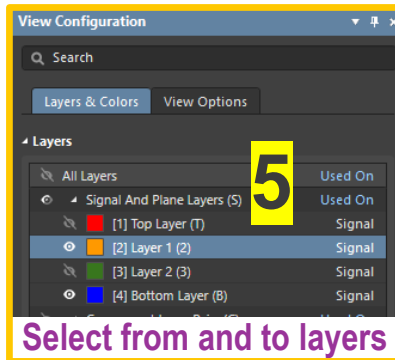 View Configuration
Search
Layers & Colors View Options
Layers
All Layers Used On
Signal And Plane Layers (S) Used On
5
[1] Top Layer (T) Signal
[2] Layer 1 (2) Signal
[3] Layer 2 (3) Signal
[4] Bottom Layer (B) Signal
Select from and to layers